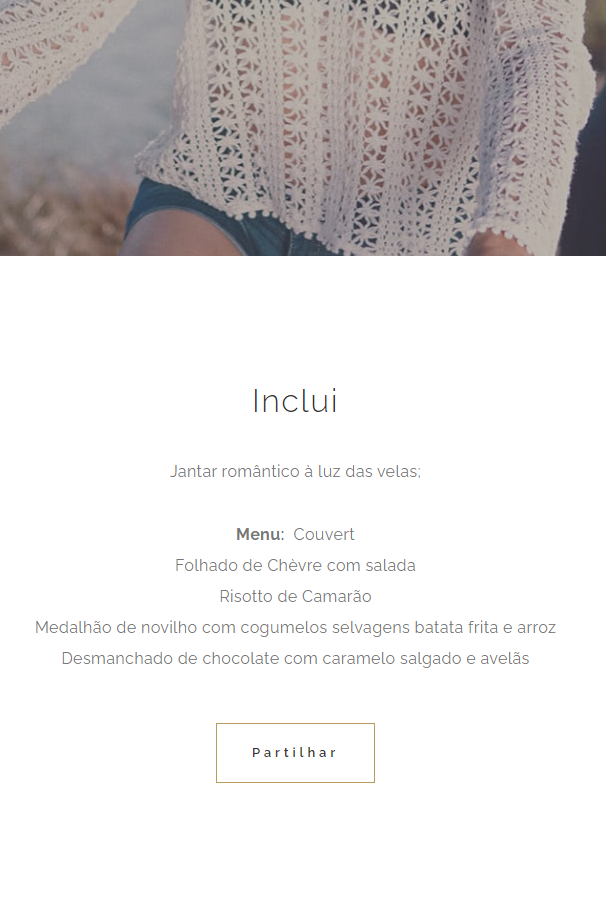 Inclui
Jantar romântico à luz das velas;
Menu: Couvert
Folhado de Chèvre com salada
Risotto de Camarão
Medalhão de novilho com cogumelos selvagens batata frita e arroz
Desmanchado de chocolate com caramelo salgado e avelãs
Partilhar